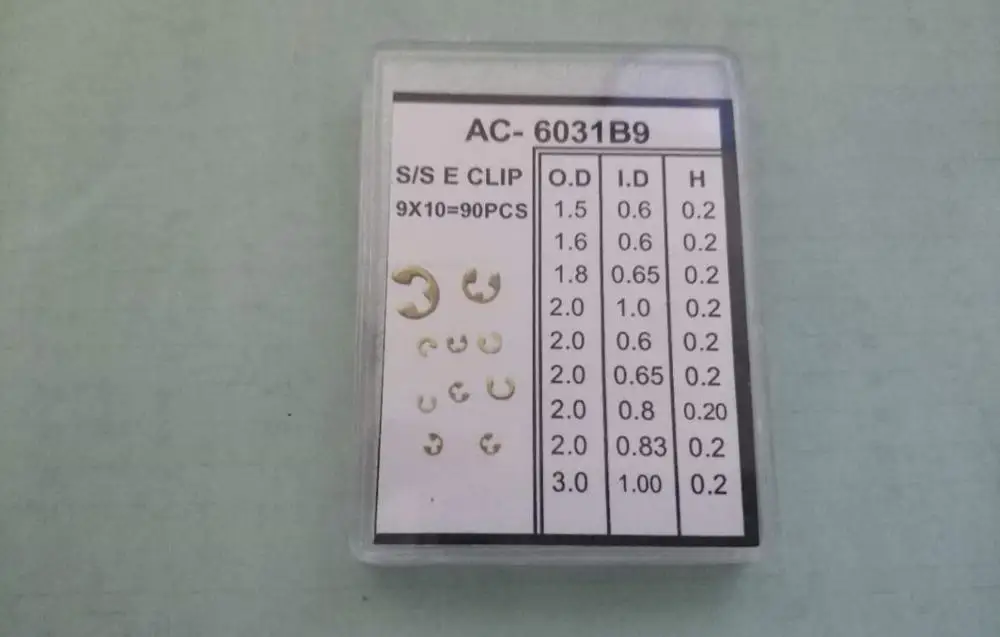 AC- 6031B9
S/S E CLIP O.D I.D H
9X10=90PCS 1.5 0.6 0.2
1.6 0.6 0.2
1.8 0.65 0.2
2.0 1.0 0.2
2.0 0.6 0.2
2.0 0.65 0.2
2.0 0.8 0.20
2.0 0.83 0.2
3.0 1.00 0.2